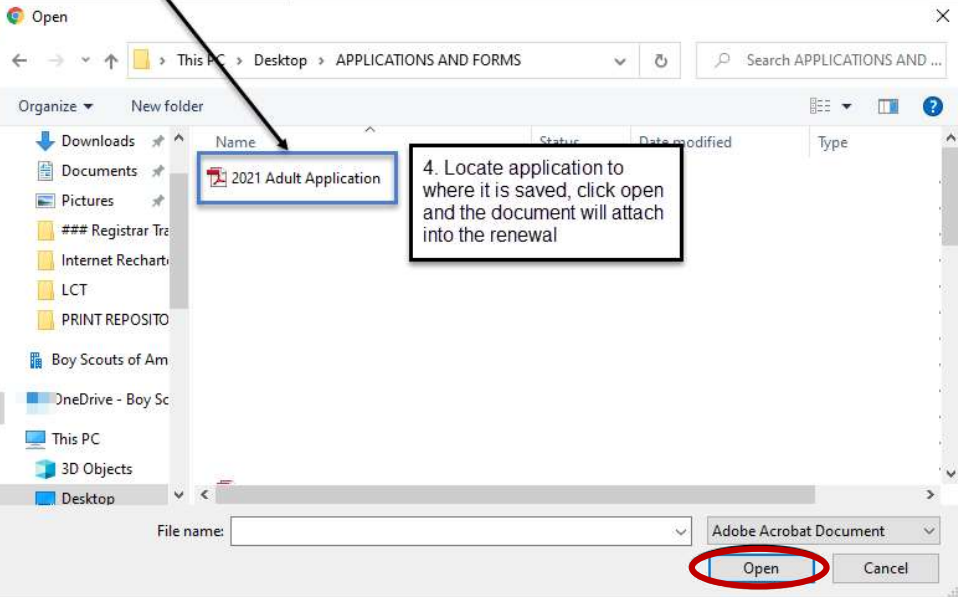 Open
This PC > Desktop > APPLICATIONS AND FORMS
Search APPLICATIONS AND ...
Organize
New folder
Name
Status
Date modified
Type
Downloads
Documents
Pictures
### Registrar Tra
Internet Recharte
LCT
PRINT REPOSITO
Boy Scouts of Am
OneDrive - Boy Sc
This PC
3D Objects
Desktop
2021 Adult Application
4. Locate application to
where it is saved, click open
and the document will attach
into the renewal
File name:
Adobe Acrobat Document
Open
Cancel